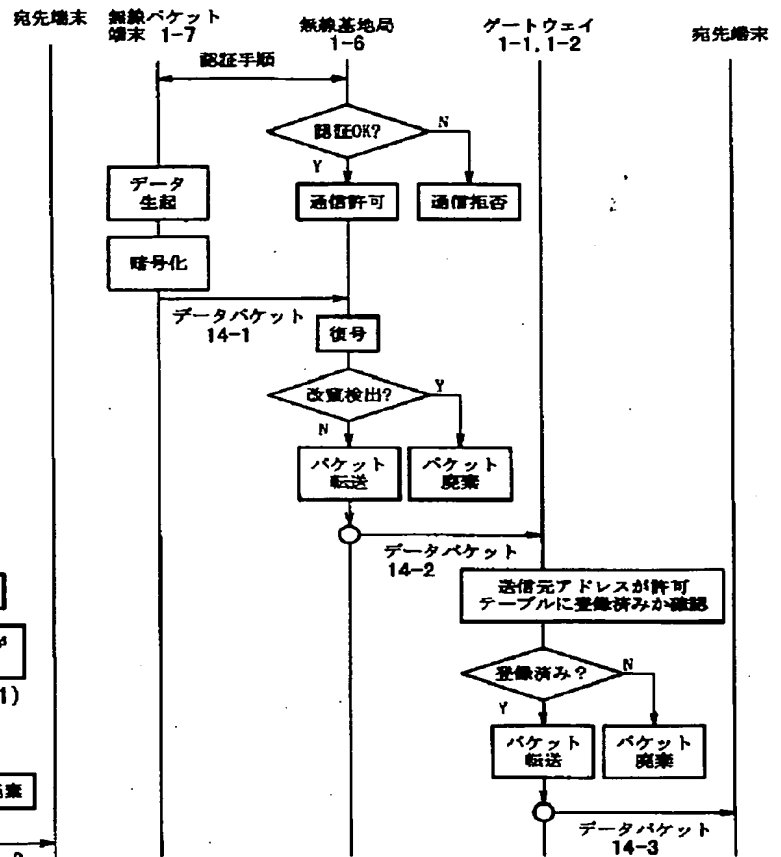 宛先端末
無線パケット
端末 1-7
無線基地局
1-6
ゲートウェイ
1-1, 1-2
宛先端末
認証手順
認証OK?
N
Y
データ
生起
通信許可
通信拒否
暗号化
データパケット
14-1
復号
改竄検出?
Y
N
パケット
転送
パケット
廃棄
データパケット
14-2
送信元アドレスが許可
テーブルに登録済みか確認
が
1)
登録済み?
N
Y
パケット
転送
パケット
廃棄
廃棄
データパケット
14-3